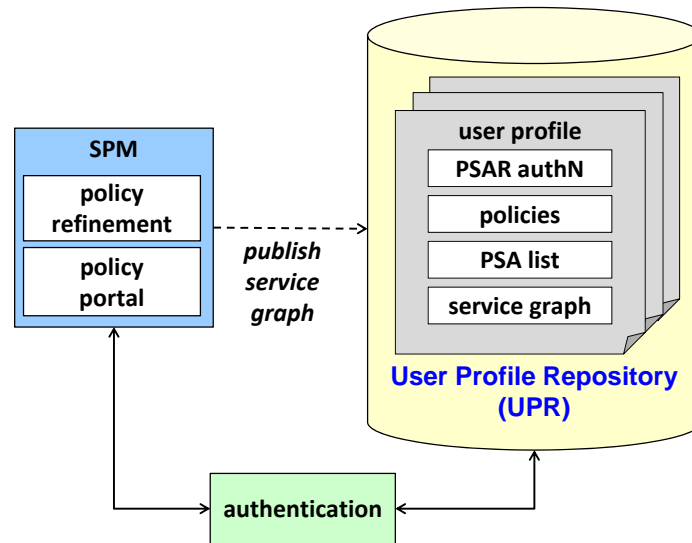 SPM
policy
refinement
policy
portal
publish
service
graph
user profile
PSAR authN
policies
PSA list
service graph
User Profile Repository
(UPR)
authentication